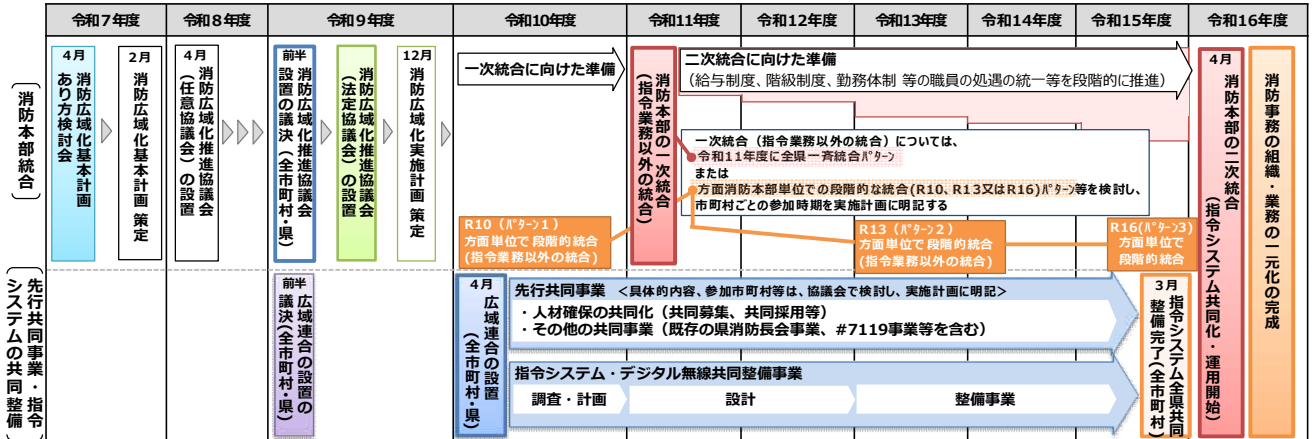 令和7年度
令和8年度
令和9年度
令和10年度
令和11年度
令和12年度
令和13年度
令和14年度
令和15年度
令和16年度
消防本部統合
4月
消防広域化基本計画
あり方検討会
2月
消防広域化基本計画 策定
4月
消防広域化推進協議会
(任意協議会)の設置
前半
消防広域化推進協議会
設置の議決(全市町村・県)
消防広域化推進協議会
(法定協議会)の設置
12月
消防広域化実施計画 策定
一次統合に向けた準備
消防本部の一次統合
(指令業務以外の統合)
二次統合に向けた準備
(給与制度、階級制度、勤務体制 等の職員の処遇の統一等を段階的に推進)
一次統合(指令業務以外の統合)については、
令和11年度に全県一斉統合パターン
または
方面消防本部単位での段階的な統合(R10、R13又はR16)パターン等を検討し、
市町村ごとの参加時期を実施計画に明記する
R10(パターン1)
方面単位で段階的統合
(指令業務以外の統合)
R13(パターン2)
方面単位で段階的統合
(指令業務以外の統合)
R16(パターン3)
方面単位で
段階的統合
4月
消防本部の二次統合
(指令システム共同化・運用開始)
消防事務の組織・業務の一元化の完成
先行共同事業・指令
システムの共同整備
前半
広域連合の設置の
議決(全市町村・県)
4月
広域連合の設置
(全市町村・県)
先行共同事業 <具体的内容、参加市町村等は、協議会で検討し、実施計画に明記>
・人材確保の共同化(共同募集、共同採用等)
・その他の共同事業(既存の県消防長会事業、#7119事業等を含む)
指令システム・デジタル無線共同整備事業
調査・計画
設計
整備事業
3月
指令システム全県共同
整備完了(全市町村)